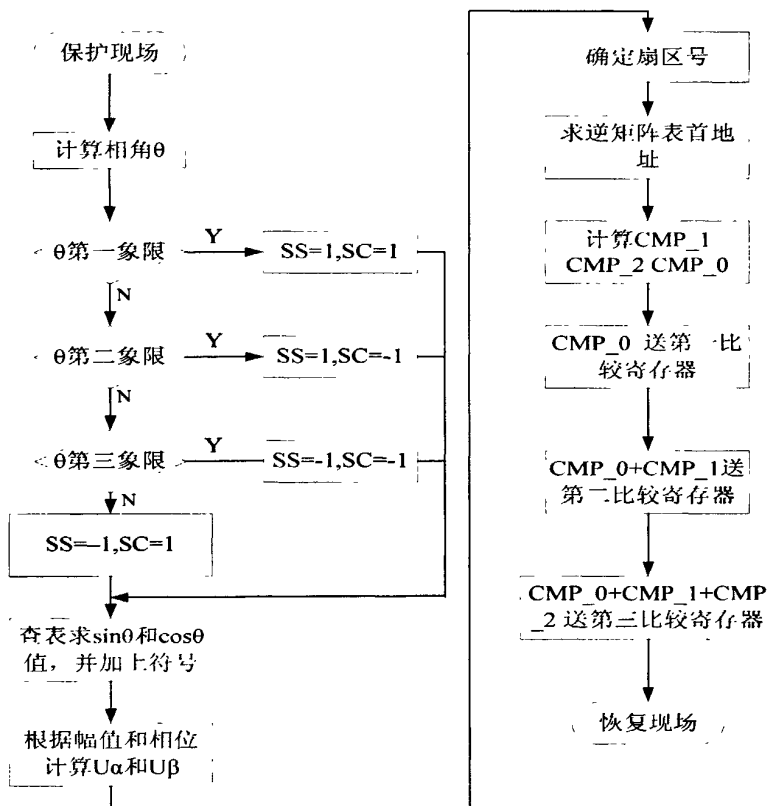 保护现场
计算相角θ
θ第一象限
Y
SS=1,SC=1
N
θ第二象限
Y
SS=1,SC=-1
N
θ第三象限
Y
SS=-1,SC=-1
N
SS=-1,SC=1
查表求sinθ和cosθ
值，并加上符号
根据幅值和相位
计算Uα和Uβ
确定扇区号
求逆矩阵表首地
址
计算CMP_1
CMP_2 CMP_0
CMP_0 送第一比
较寄存器
CMP_0+CMP_1送
第二比较寄存器
CMP_0+CMP_1+CMP
_2 送第三比较寄存器
恢复现场